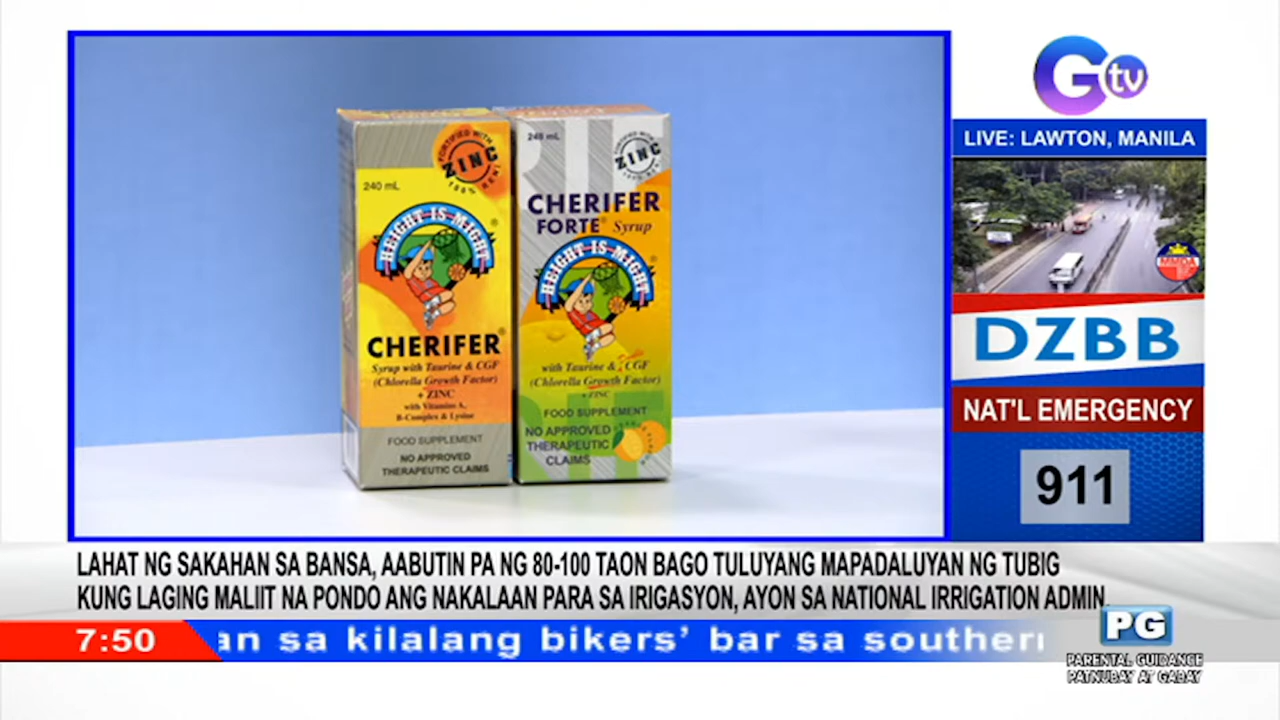 G tv
LIVE: LAWTON, MANILA
MMDA
DZBB
NAT'L EMERGENCY
911
FORTIFIED WITH
ZINC
240 mL
HEIGHT IS MIGHT
CHERIFER®
Syrup with Taurine & CGF
(Chlorella Growth Factor)
+ ZINC
with Vitamins A,
B-Complex & Lysine
FOOD SUPPLEMENT
NO APPROVED
THERAPEUTIC CLAIMS
240 mL
ZINC
CHERIFER
FORTE® Syrup
HEIGHT IS MIGHT
with Taurine & Double CGF
(Chlorella Growth Factor)
+ ZINC
FOOD SUPPLEMENT
NO APPROVED
THERAPEUTIC
CLAIMS
LAHAT NG SAKAHAN SA BANSA, AABUTIN PA NG 80-100 TAON BAGO TULUYANG MAPADALUYAN NG TUBIG
KUNG LAGING MALIIT NA PONDO ANG NAKALAAN PARA SA IRIGASYON, AYON SA NATIONAL IRRIGATION ADMIN.
7:50
an sa kilalang bikers' bar sa southern
PG
PARENTAL GUIDANCE
PATNUBAY AT GABAY